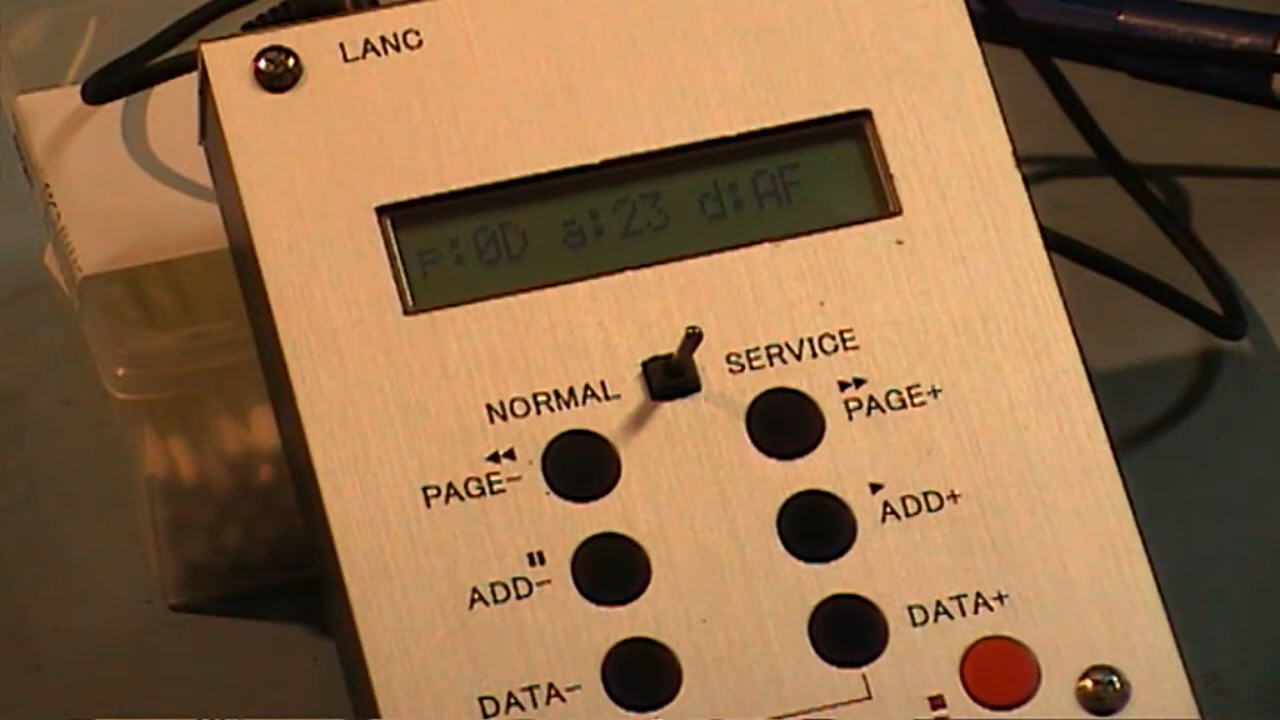 LANC
p:0D a:23 d:AF
NORMAL
SERVICE
PAGE-
PAGE+
ADD-
ADD+
DATA-
DATA+